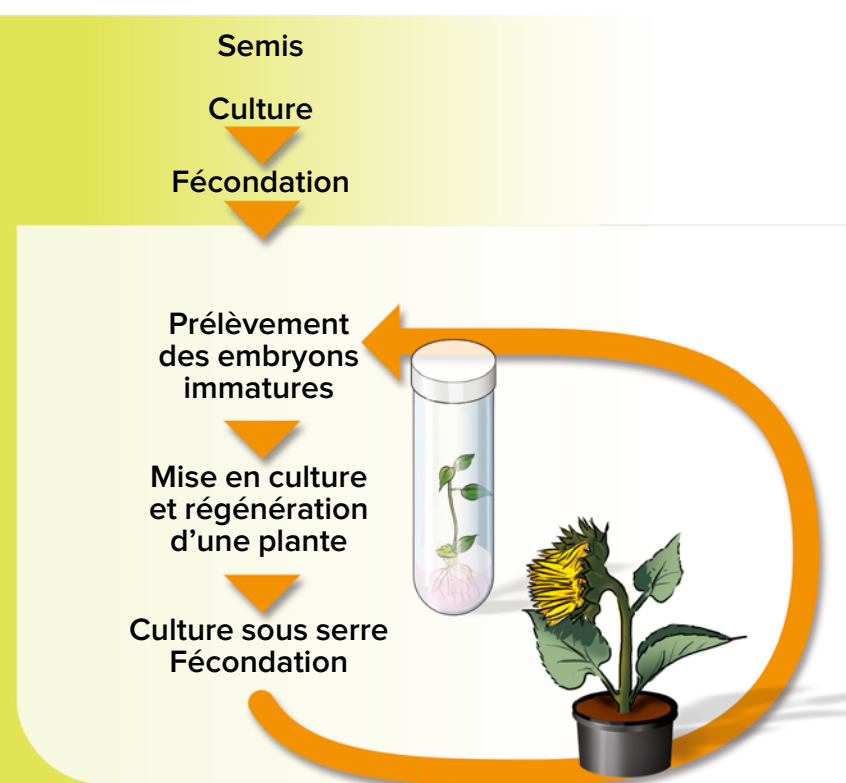 Semis
Culture
Fécondation
Prélèvement
des embryons
immatures
Mise en culture
et régénération
d’une plante
Culture sous serre
Fécondation